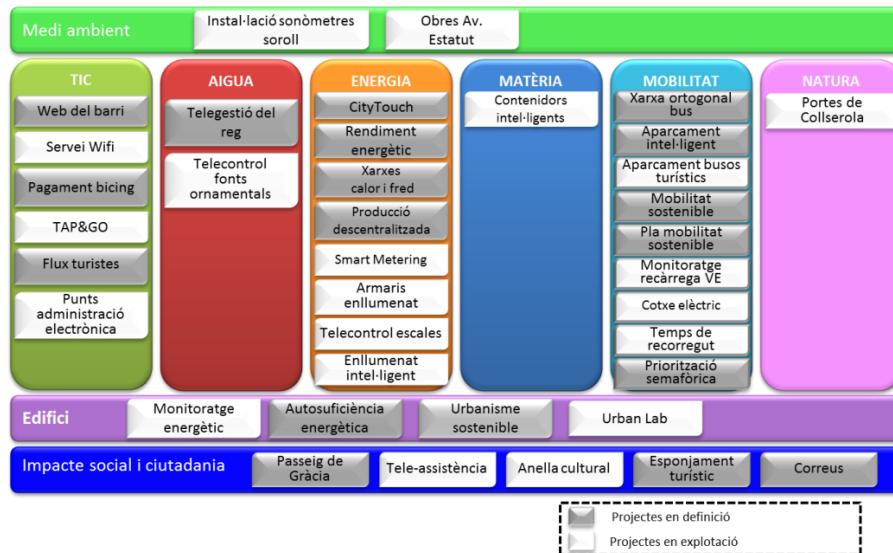 Medi ambient
Instal·lació sonòmetres
soroll
Obres Av.
Estatut
TIC
Web del barri
Servei Wifi
Pagament bicing
TAP&GO
Flux turistes
Punts
administració
electrònica
AIGUA
Telegestió del
reg
Telecontrol
fonts
ornamentals
ENERGIA
CityTouch
Rendiment
energètic
Xarxes
calor i fred
Producció
descentralitzada
Smart Metering
Armaris
enllumenat
Telecontrol escales
Enllumenat
intel·ligent
MATÈRIA
Contenidors
intel·ligents
MOBILITAT
Xarxa ortogonal
bus
Aparcament
intel·ligent
Aparcament busos
turístics
Mobilitat
sostenible
Pla mobilitat
sostenible
Monitoratge
recàrrega VE
Cotxe elèctric
Temps de
recorregut
Priorització
semafòrica
NATURA
Portes de
Collserola
Edifici
Monitoratge
energètic
Autosuficiència
energètica
Urbanisme
sostenible
Urban Lab
Impacte social i ciutadania
Passeig de
Gràcia
Tele-assistència
Anella cultural
Esponjament
turístic
Correus
Projectes en definició
Projectes en explotació